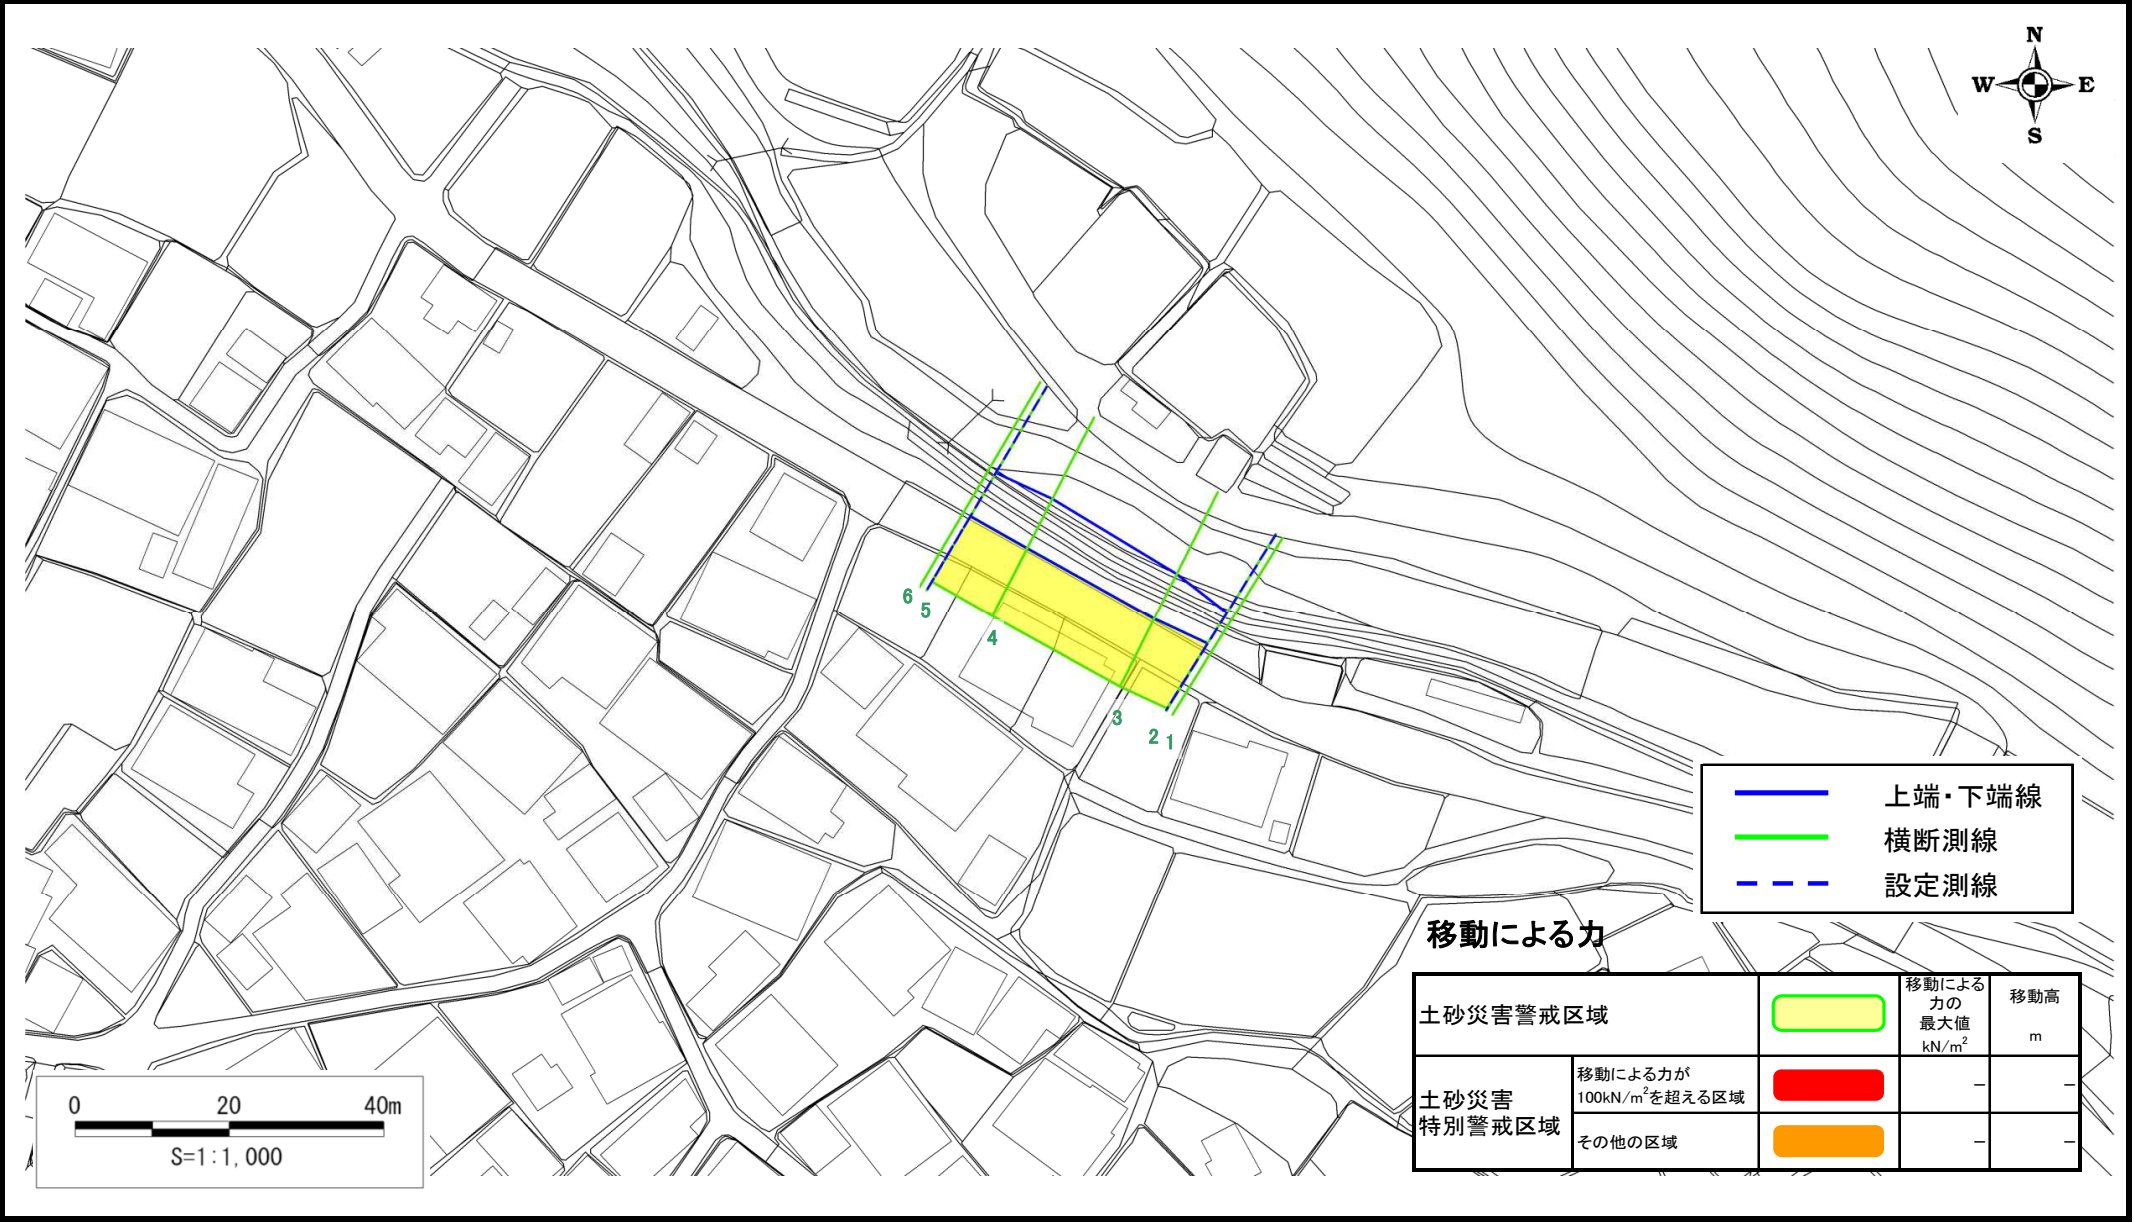 N
W E
S
6
5
4
3
2
1
上端・下端線
横断測線
設定測線
移動による力
土砂災害警戒区域
移動による
力の
最大値
kN/m²
移動高
m
土砂災害
特別警戒区域
移動による力が
100kN/m²を超える区域
－ －
その他の区域
－ －
0 20 40m
S=1:1,000